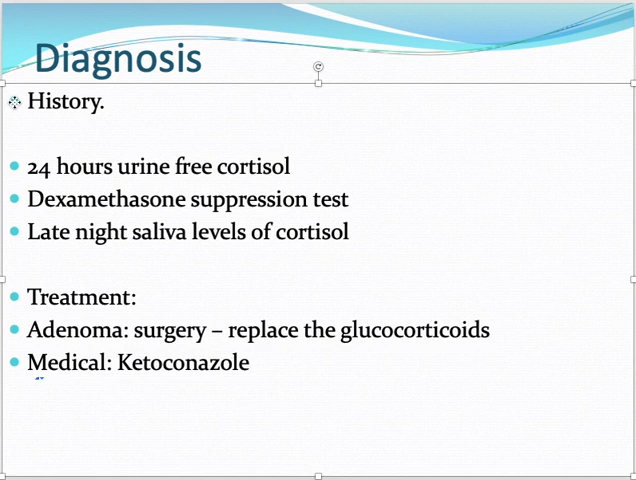 Diagnosis
History.
24 hours urine free cortisol
Dexamethasone suppression test
Late night saliva levels of cortisol
Treatment:
Adenoma: surgery – replace the glucocorticoids
Medical: Ketoconazole